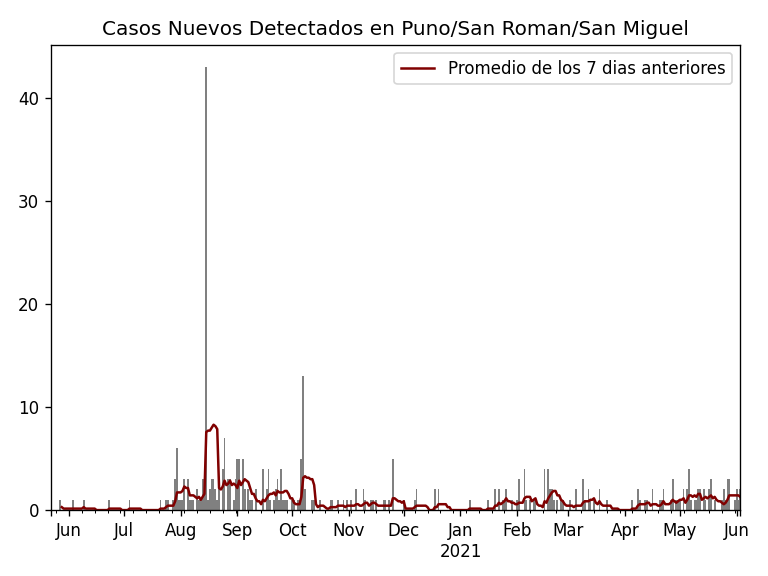 Casos Nuevos Detectados en Puno/San Roman/San Miguel
Promedio de los 7 dias anteriores
40
30
20
10
0
Jun Jul Aug Sep Oct Nov Dec Jan Feb Mar Apr May Jun
2021